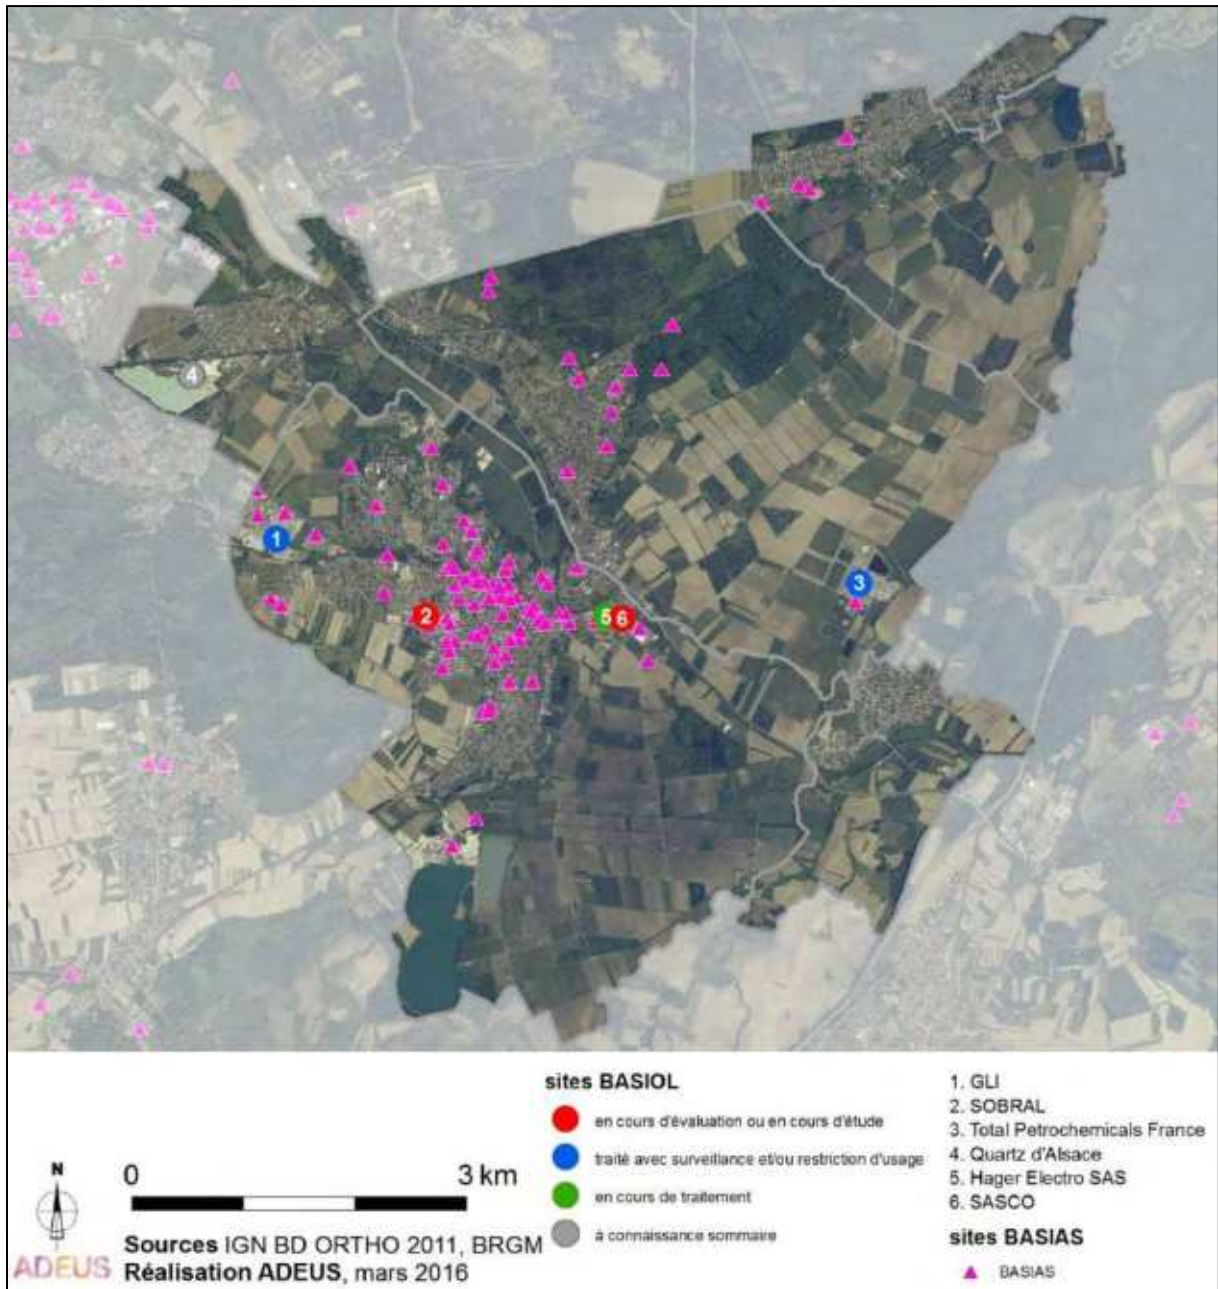 4
1
3
2
5
6
sites BASIOL
en cours d'évaluation ou en cours d'étude
traité avec surveillance et/ou restriction d'usage
en cours de traitement
à connaissance sommaire
1. GLI
2. SOBRAL
3. Total Petrochemicals France
4. Quartz d'Alsace
5. Hager Electro SAS
6. SASCO
sites BASIAS
BASIAS
N
0 3 km
Sources IGN BD ORTHO 2011, BRGM
Réalisation ADEUS, mars 2016
ADEUS